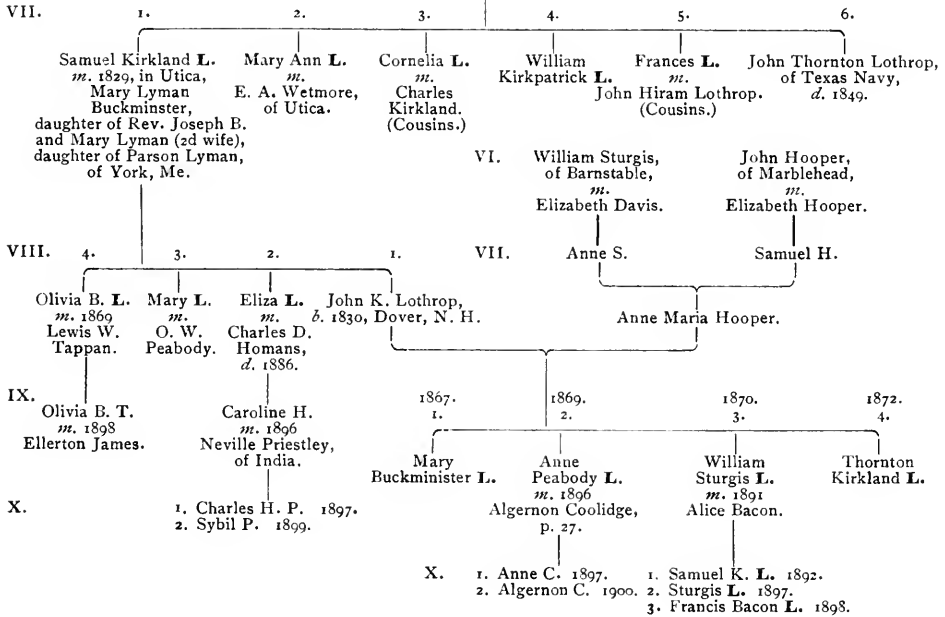 VII. 1. 2. 3. 4. 5. 6.
Samuel Kirkland L.
m. 1829, in Utica,
Mary Lyman
Buckminster,
daughter of Rev. Joseph B.
and Mary Lyman (2d wife),
daughter of Parson Lyman,
of York, Me.
Mary Ann L.
m.
E. A. Wetmore,
of Utica.
Cornelia L.
m.
Charles
Kirkland.
(Cousins.)
William
Kirkpatrick L.
Frances L.
m.
John Hiram Lothrop.
(Cousins.)
John Thornton Lothrop,
of Texas Navy,
d. 1849.
VI.
William Sturgis,
of Barnstable,
m.
Elizabeth Davis.
John Hooper,
of Marblehead,
m.
Elizabeth Hooper.
VIII. 4. 3. 2. 1.
VII. Anne S. Samuel H.
Olivia B. L.
m. 1869
Lewis W.
Tappan.
Mary L.
m.
O. W.
Peabody.
Eliza L.
m.
Charles D.
Homans,
d. 1886.
John K. Lothrop,
b. 1830, Dover, N. H.
Anne Maria Hooper.
IX.
Olivia B. T.
m. 1898
Ellerton James.
Caroline H.
m. 1896
Neville Priestley,
of India.
1867. 1869. 1870. 1872.
1. 2. 3. 4.
Mary
Buckminister L.
Anne
Peabody L.
m. 1896
Algernon Coolidge,
p. 27.
William
Sturgis L.
m. 1891
Alice Bacon.
Thornton
Kirkland L.
X.
1. Charles H. P. 1897.
2. Sybil P. 1899.
X.
1. Anne C. 1897.
2. Algernon C. 1900.
1. Samuel K. L. 1892.
2. Sturgis L. 1897.
3. Francis Bacon L. 1898.